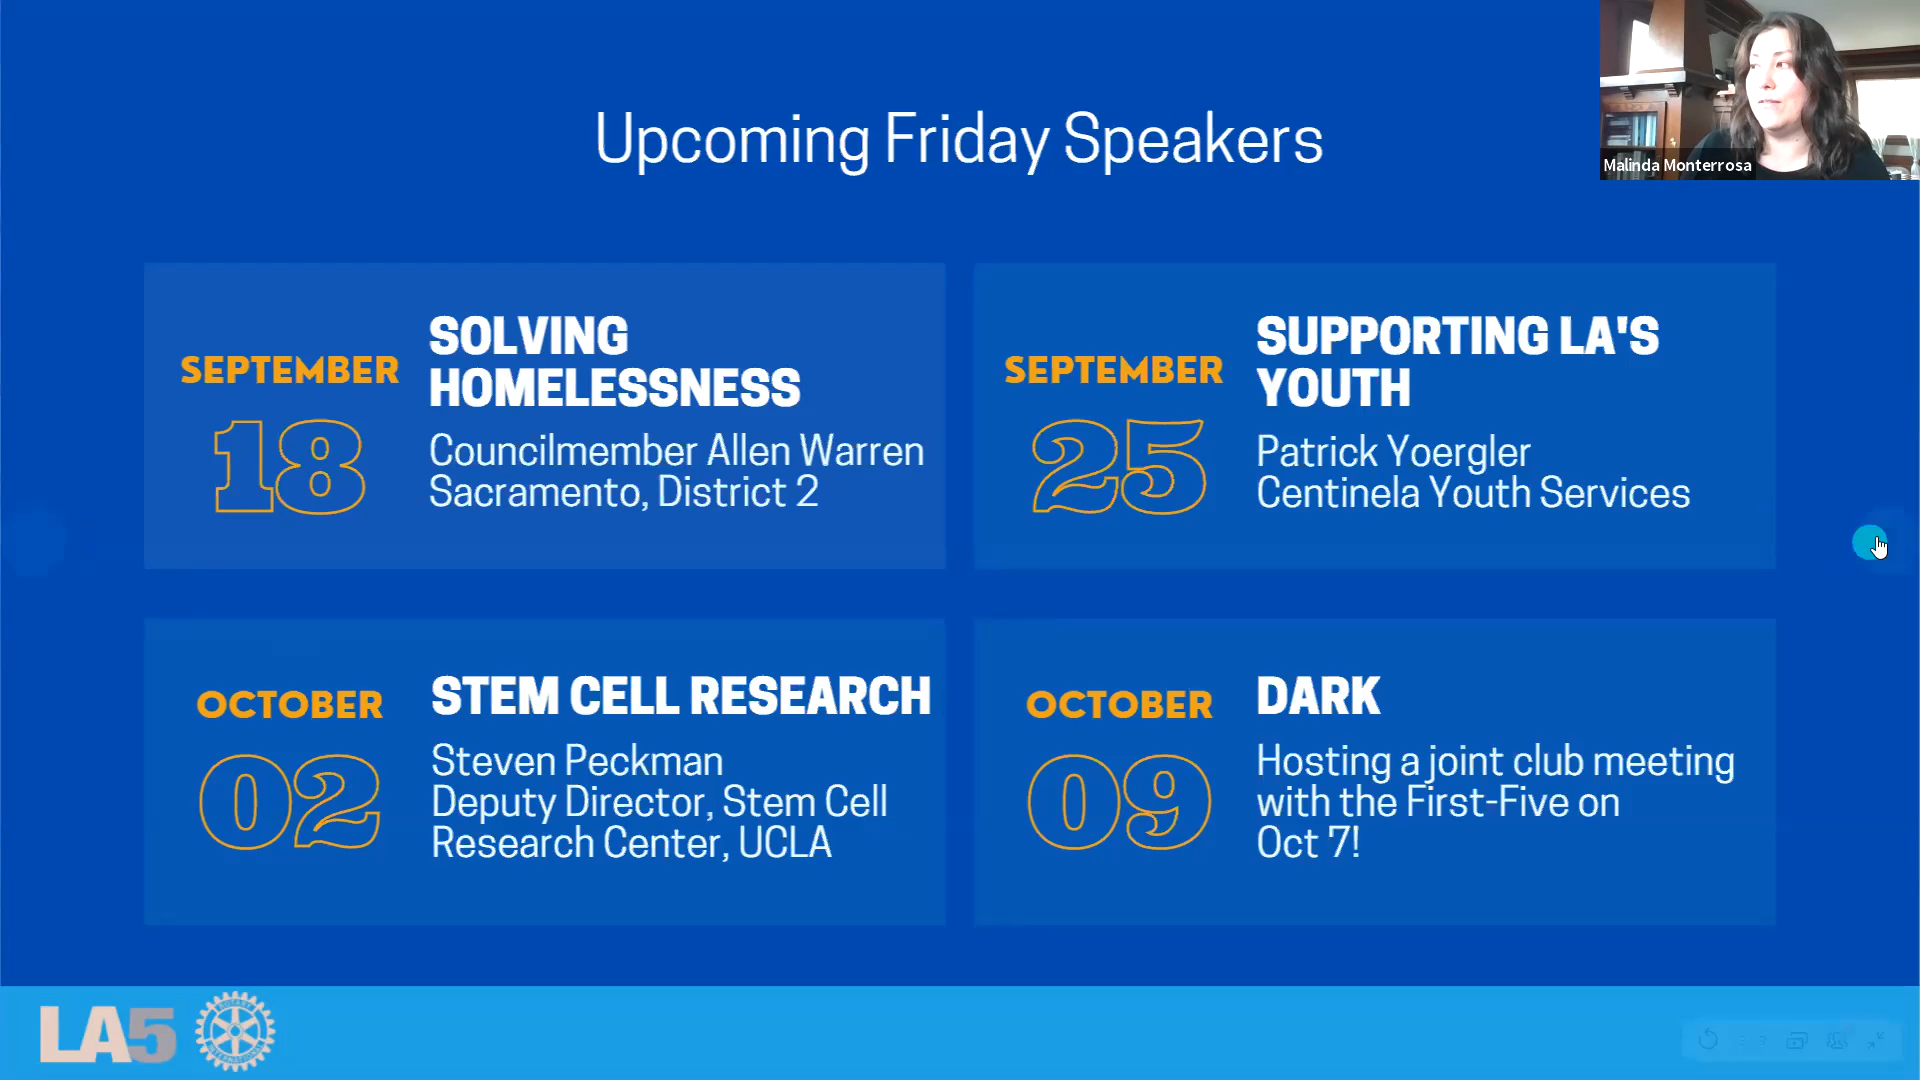 Upcoming Friday Speakers
Malinda Monterrosa
SEPTEMBER
18
SOLVING
HOMELESSNESS
Councilmember Allen Warren
Sacramento, District 2
SEPTEMBER
25
SUPPORTING LA'S
YOUTH
Patrick Yoergler
Centinela Youth Services
OCTOBER
02
STEM CELL RESEARCH
Steven Peckman
Deputy Director, Stem Cell
Research Center, UCLA
OCTOBER
09
DARK
Hosting a joint club meeting
with the First-Five on
Oct 7!
LA5
ROTARY
INTERNATIONAL